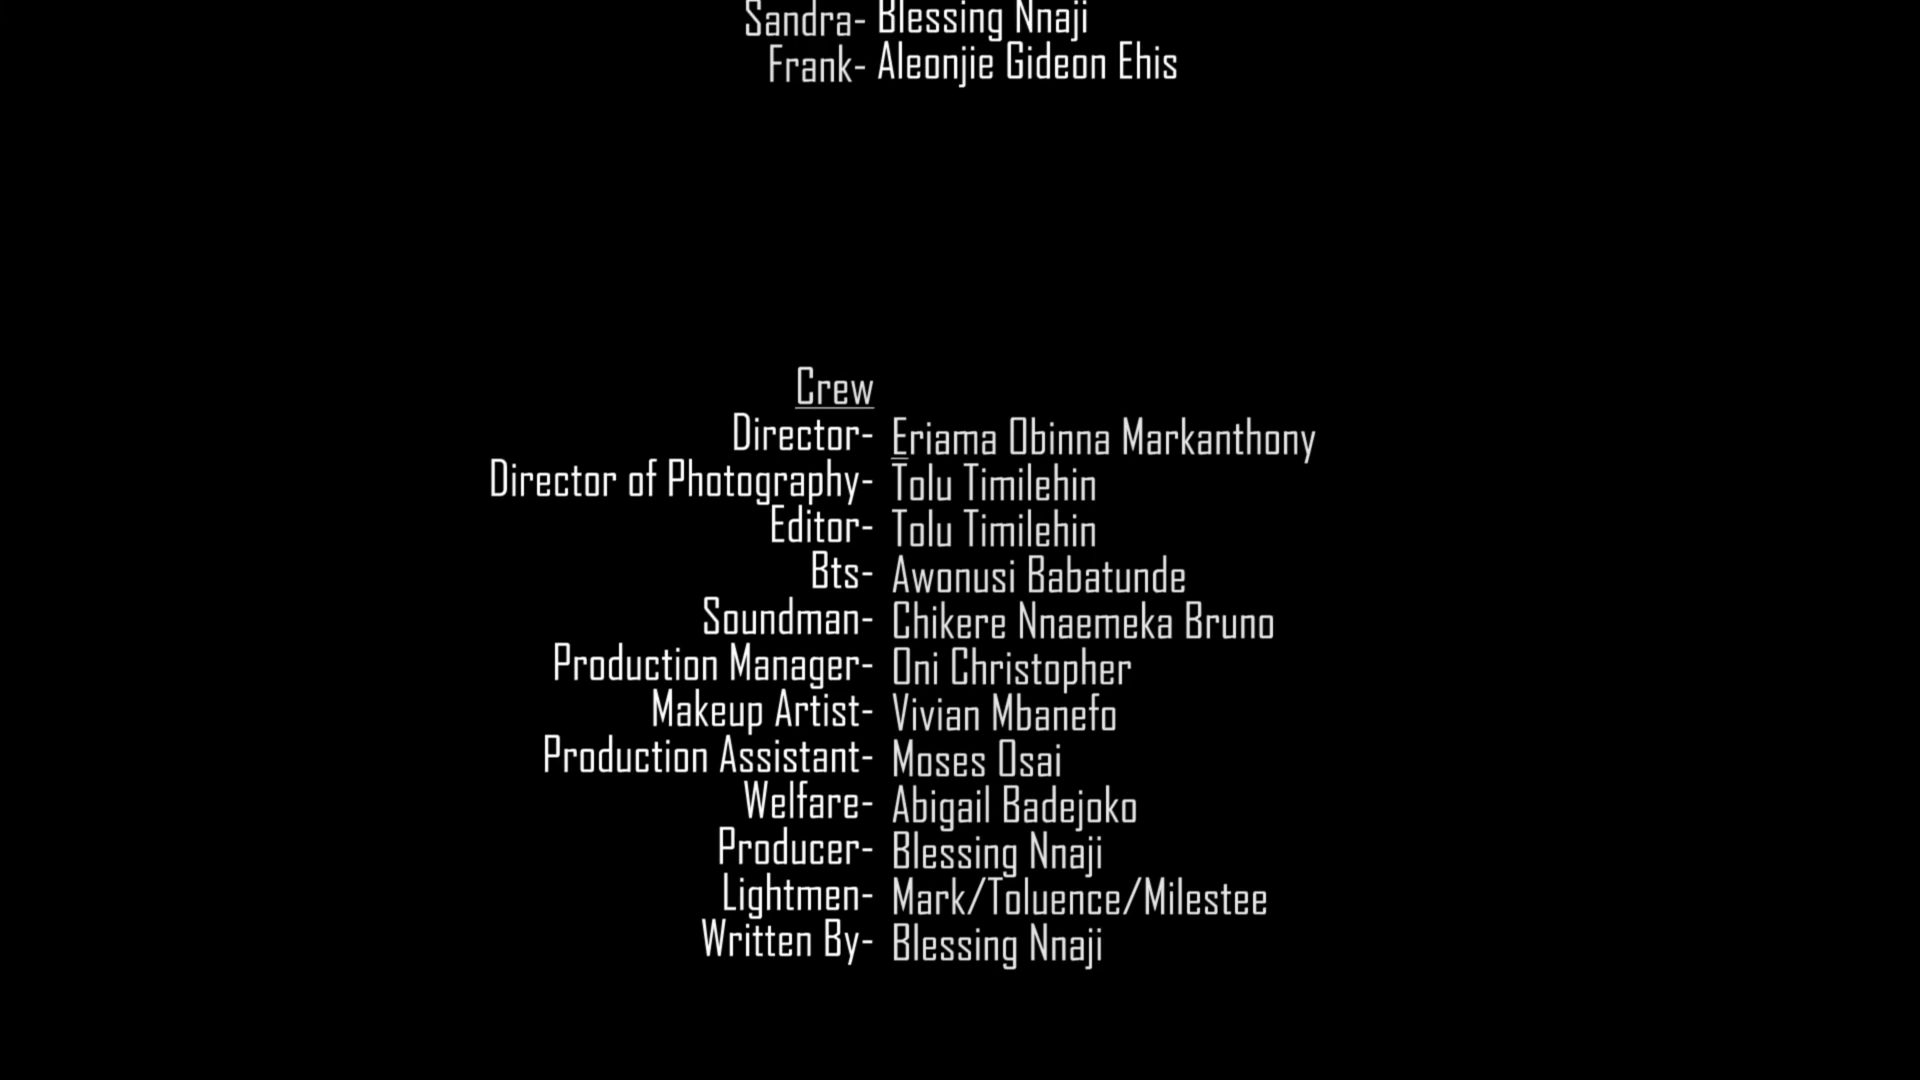 Sandra- Blessing Nnaji
Frank- Aleonjie Gideon Ehis
Crew
Director- Eriama Obinna Markanthony
Director of Photography- Tolu Timilehin
Editor- Tolu Timilehin
Bts- Awonusi Babatunde
Soundman- Chikere Nnaemeka Bruno
Production Manager- Oni Christopher
Makeup Artist- Vivian Mbanefo
Production Assistant- Moses Osai
Welfare- Abigail Badejoko
Producer- Blessing Nnaji
Lightmen- Mark/Toluence/Milestee
Written By- Blessing Nnaji